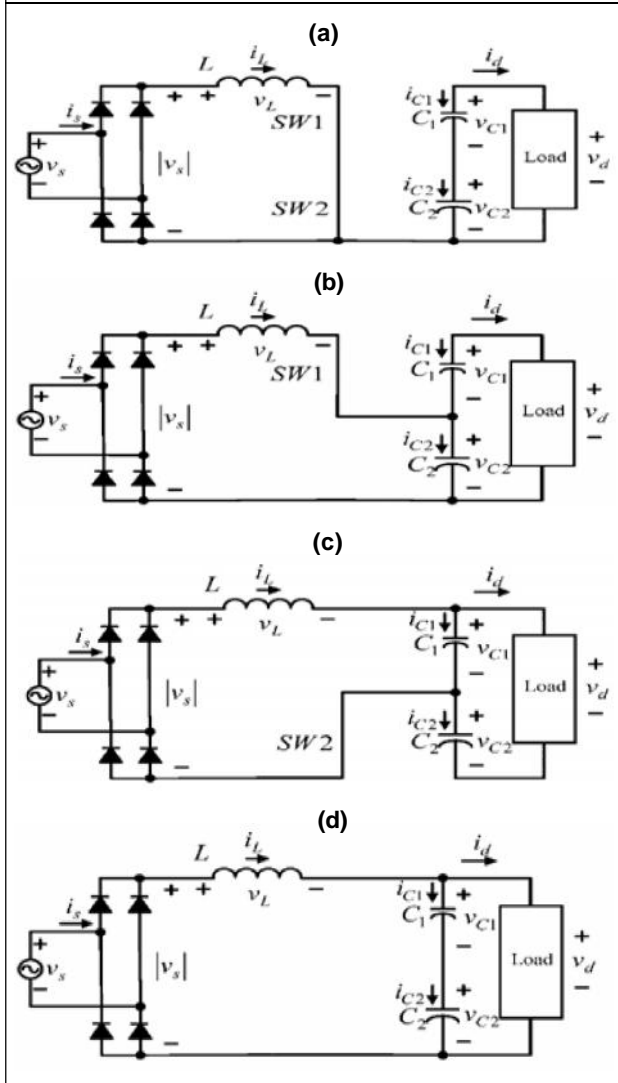 (a)
L i_L
+ + v_L −
SW1
i_s
+ v_s −
|v_s|
−
SW2
i_d
i_C1
C_1
+ v_C1 −
i_C2
C_2
+ v_C2 −
Load
+ v_d −
(b)
L i_L
+ + v_L −
SW1
i_s
+ v_s −
|v_s|
−
i_d
i_C1
C_1
+ v_C1 −
i_C2
C_2
+ v_C2 −
Load
+ v_d −
(c)
L i_L
+ + v_L −
i_s
+ v_s −
|v_s|
−
SW2
i_d
i_C1
C_1
+ v_C1 −
i_C2
C_2
+ v_C2 −
Load
+ v_d −
(d)
L i_L
+ + v_L −
i_s
+ v_s −
|v_s|
−
i_d
i_C1
C_1
+ v_C1 −
i_C2
C_2
+ v_C2 −
Load
+ v_d −